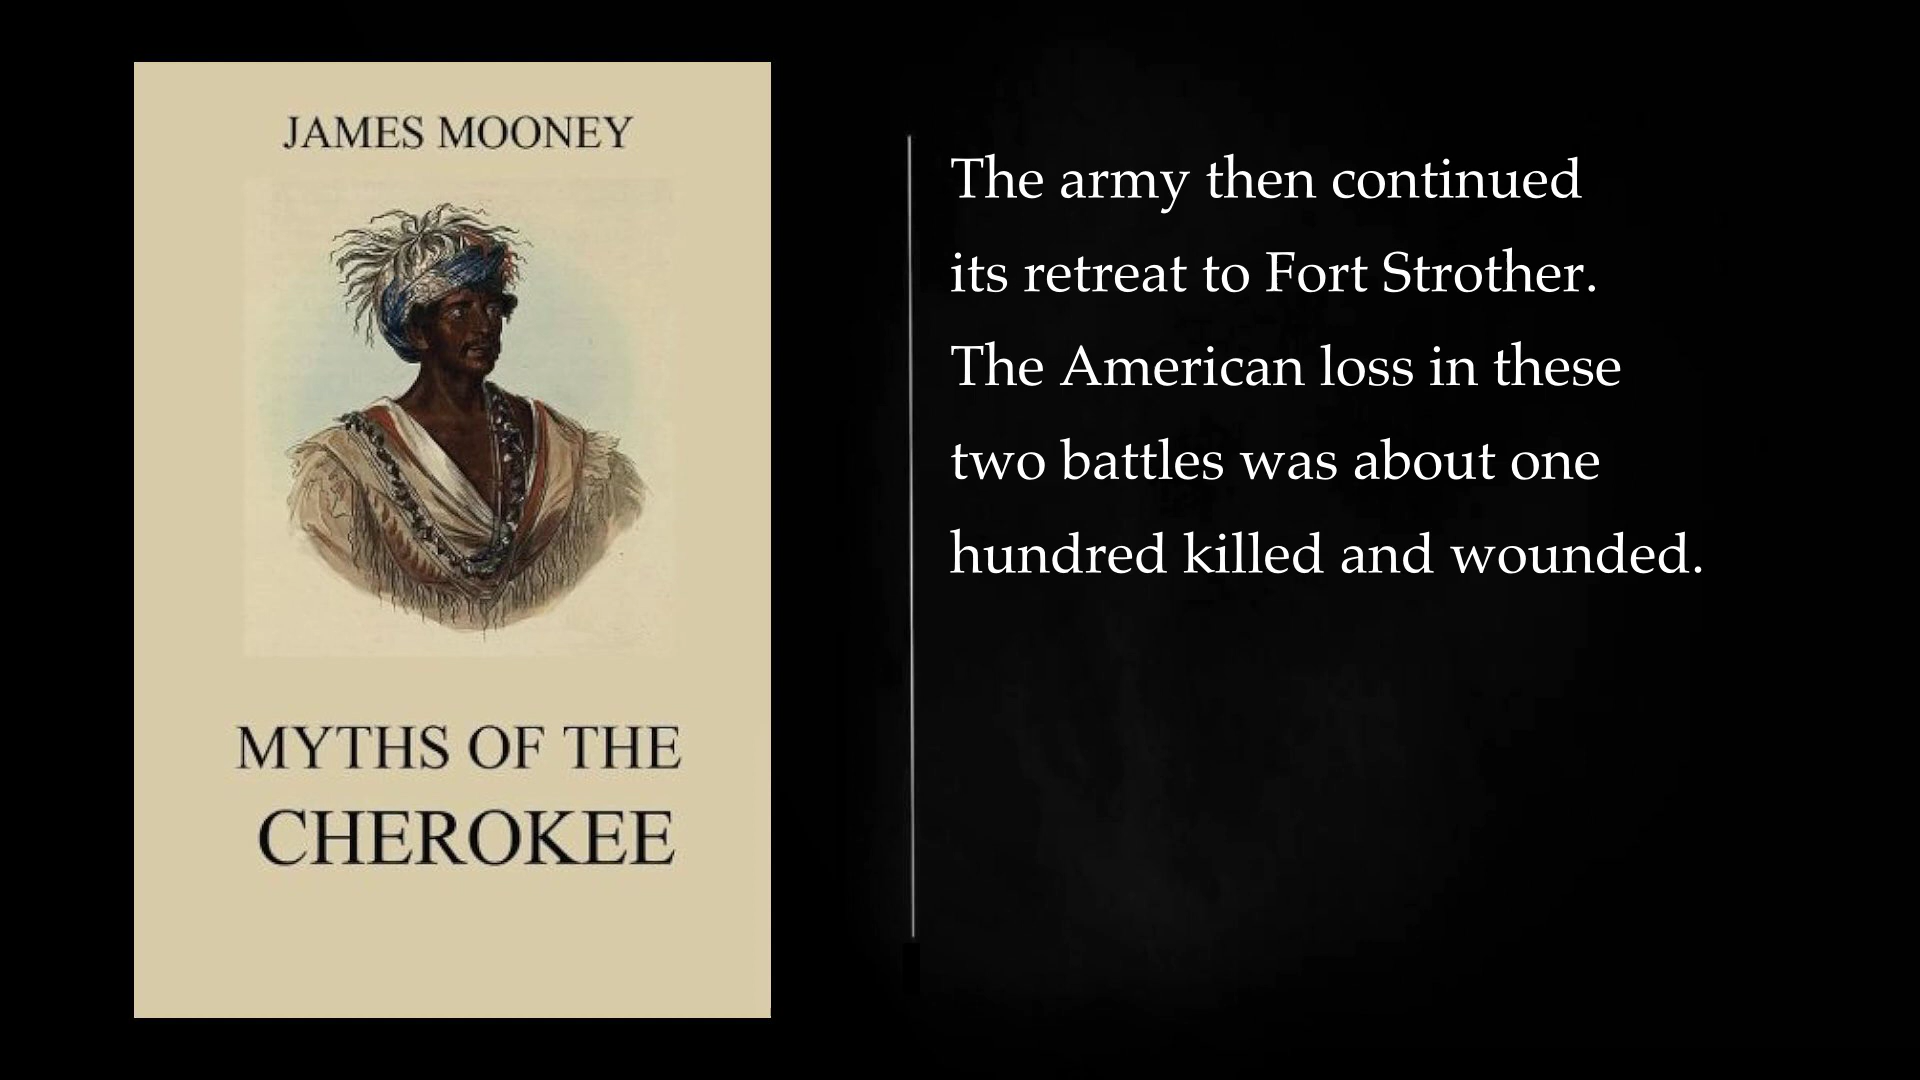 JAMES MOONEY
MYTHS OF THE
CHEROKEE
The army then continued
its retreat to Fort Strother.
The American loss in these
two battles was about one
hundred killed and wounded.